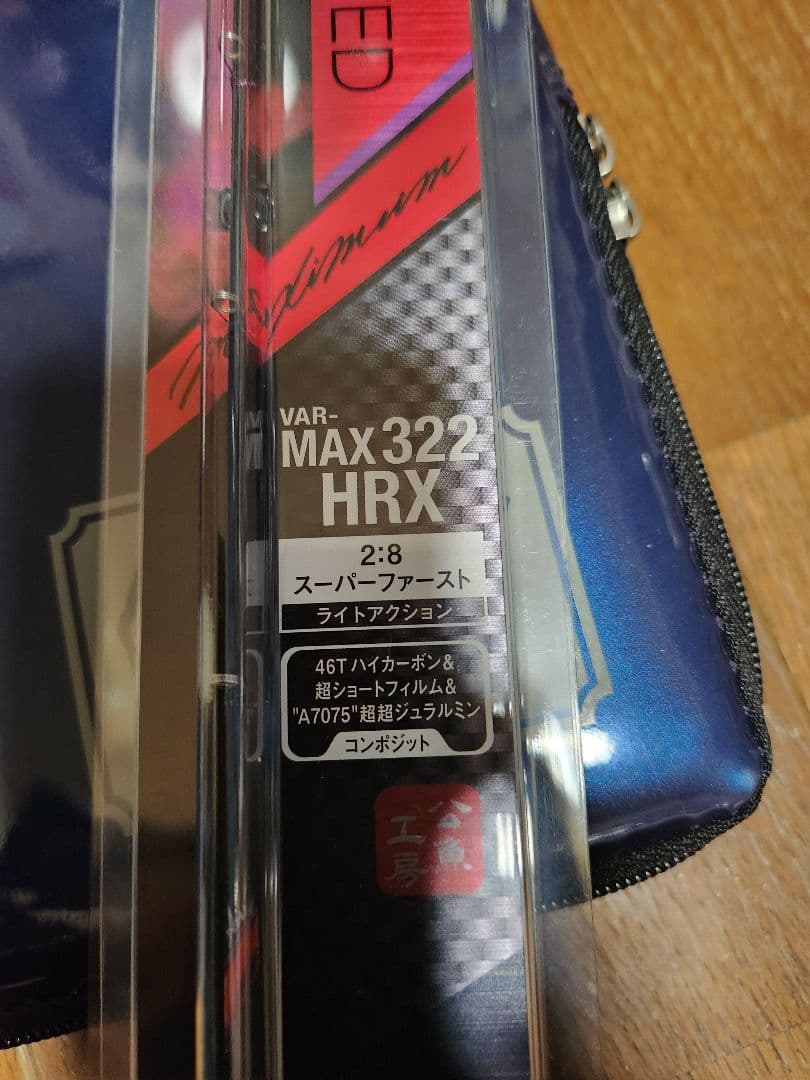 ED
VAR-
MAX 322
HRX
2:8
スーパーファースト
ライトアクション
46Tハイカーボン&
超ショートフィルム&
"A7075"超超ジュラルミン
コンポジット
公魚
工房